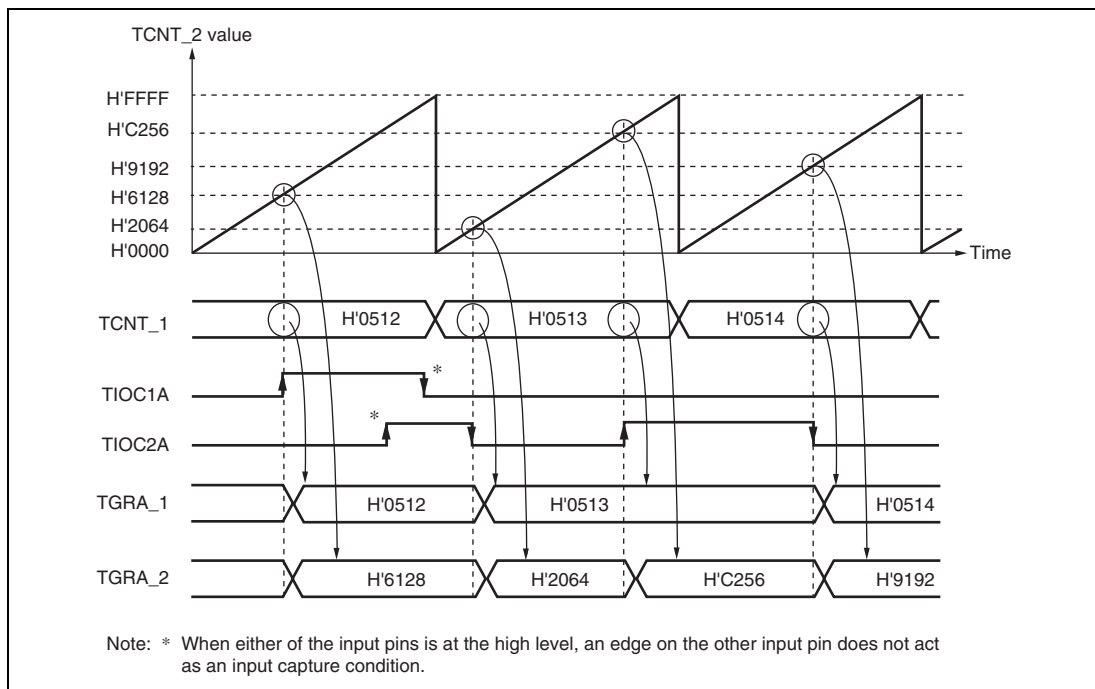 TCNT_2 value
H'FFFF
H'C256
H'9192
H'6128
H'2064
H'0000
Time
TCNT_1
H'0512
H'0513
H'0514
TIOC1A
*
TIOC2A
*
TGRA_1
H'0512
H'0513
H'0514
TGRA_2
H'6128
H'2064
H'C256
H'9192
Note: * When either of the input pins is at the high level, an edge on the other input pin does not act
as an input capture condition.